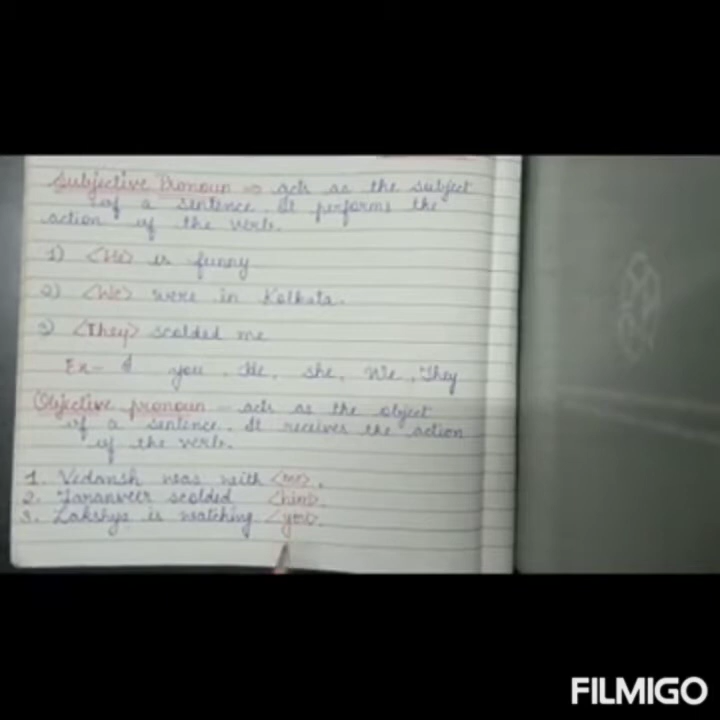 Subjective Pronoun => acts as the subject
of a sentence. It performs the
action of the verb.
1) <He> is funny
2) <We> were in Kolkata.
3) <They> scolded me
Ex- I you, He, she, We, They
Objective pronoun - acts as the object
of a sentence. It receives the action
of the verb.
1. Vedansh was with <me>.
2. Taranveer scolded <him>.
3. Lakshya is watching <you>.
FILMIGO